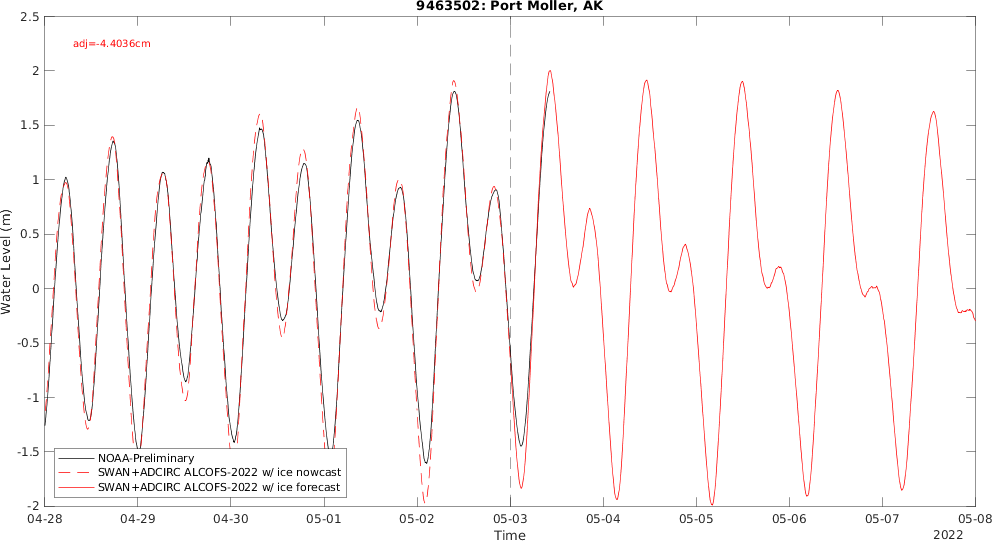 9463502: Port Moller, AK
adj=-4.4036cm
2.5
2
1.5
1
0.5
0
-0.5
-1
-1.5
-2
Water Level (m)
NOAA-Preliminary
SWAN+ADCIRC ALCOFS-2022 w/ ice nowcast
SWAN+ADCIRC ALCOFS-2022 w/ ice forecast
04-28 04-29 04-30 05-01 05-02 05-03 05-04 05-05 05-06 05-07 05-08
Time
2022